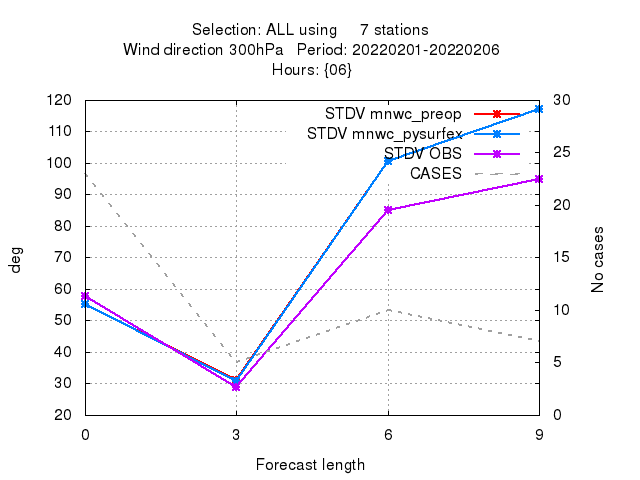 Selection: ALL using 7 stations
Wind direction 300hPa Period: 20220201-20220206
Hours: {06}
120
110
100
90
80
70
60
50
40
30
20
30
25
20
15
10
5
0
STDV mnwc_preop
STDV mnwc_pysurfex
STDV OBS
CASES
deg
No cases
0 3 6 9
Forecast length